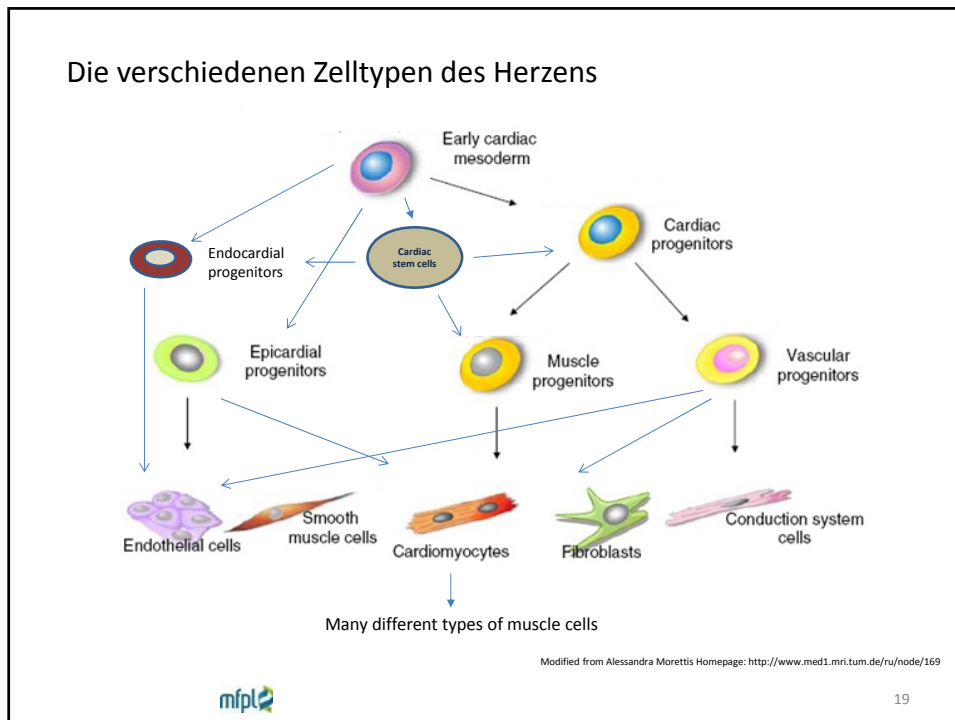 Die verschiedenen Zelltypen des Herzens
Early cardiac
mesoderm
Cardiac
progenitors
Endocardial
progenitors
Cardiac
stem cells
Epicardial
progenitors
Muscle
progenitors
Vascular
progenitors
Endothelial cells
Smooth
muscle cells
Cardiomyocytes
Fibroblasts
Conduction system
cells
Many different types of muscle cells
Modified from Alessandra Morettis Homepage: http://www.med1.mri.tum.de/ru/node/169
mfpl
19